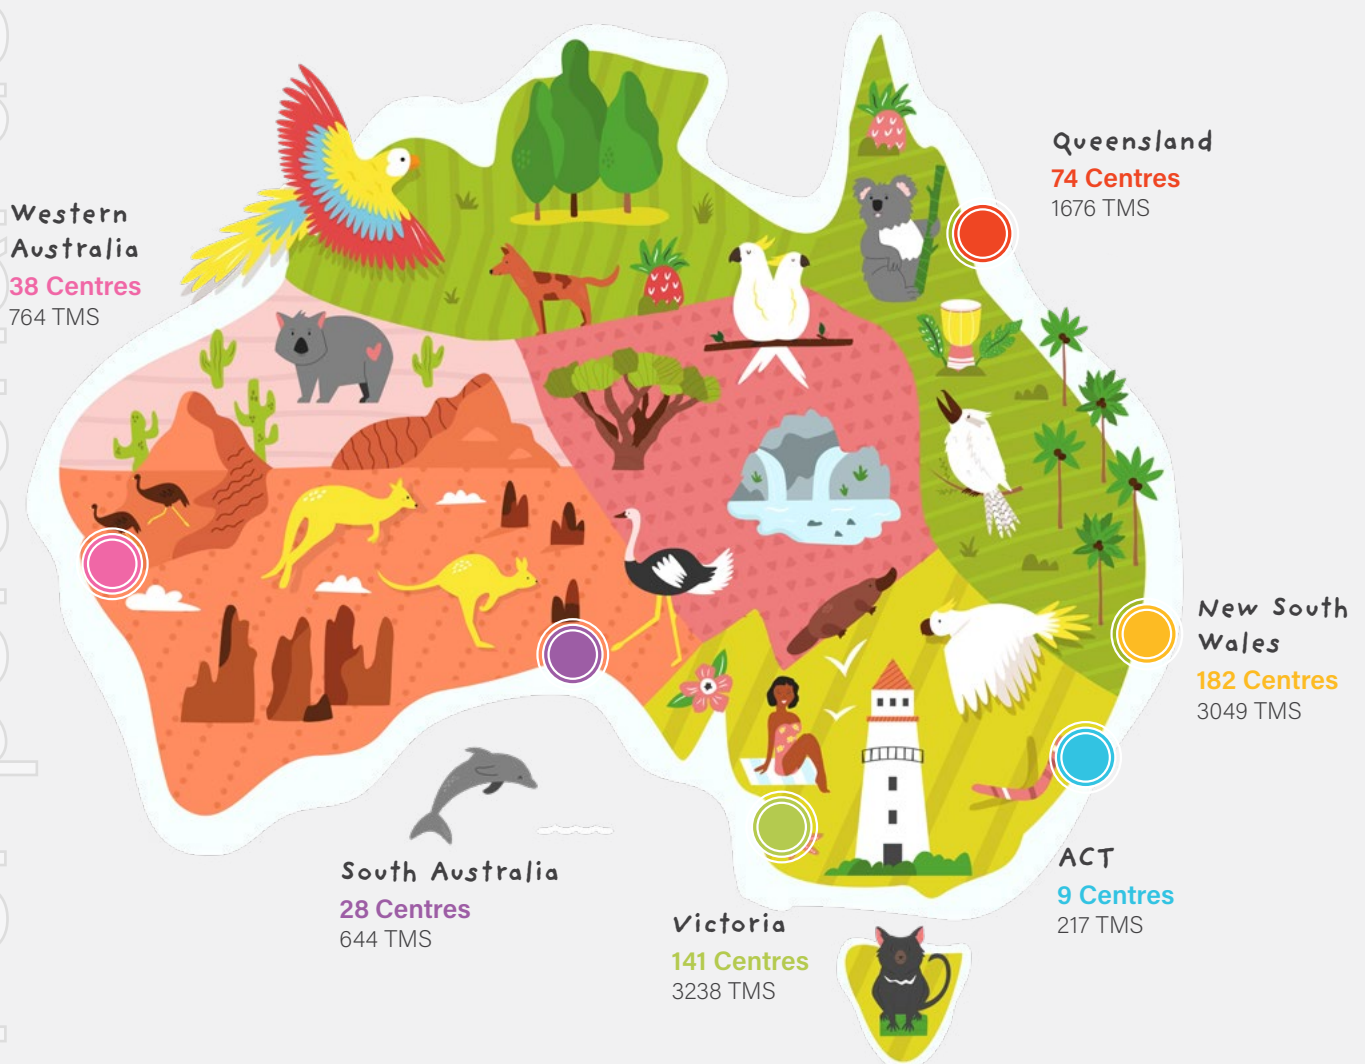 Queensland
74 Centres
1676 TMS
Western
Australia
38 Centres
764 TMS
New South
Wales
182 Centres
3049 TMS
ACT
9 Centres
217 TMS
South Australia
28 Centres
644 TMS
Victoria
141 Centres
3238 TMS